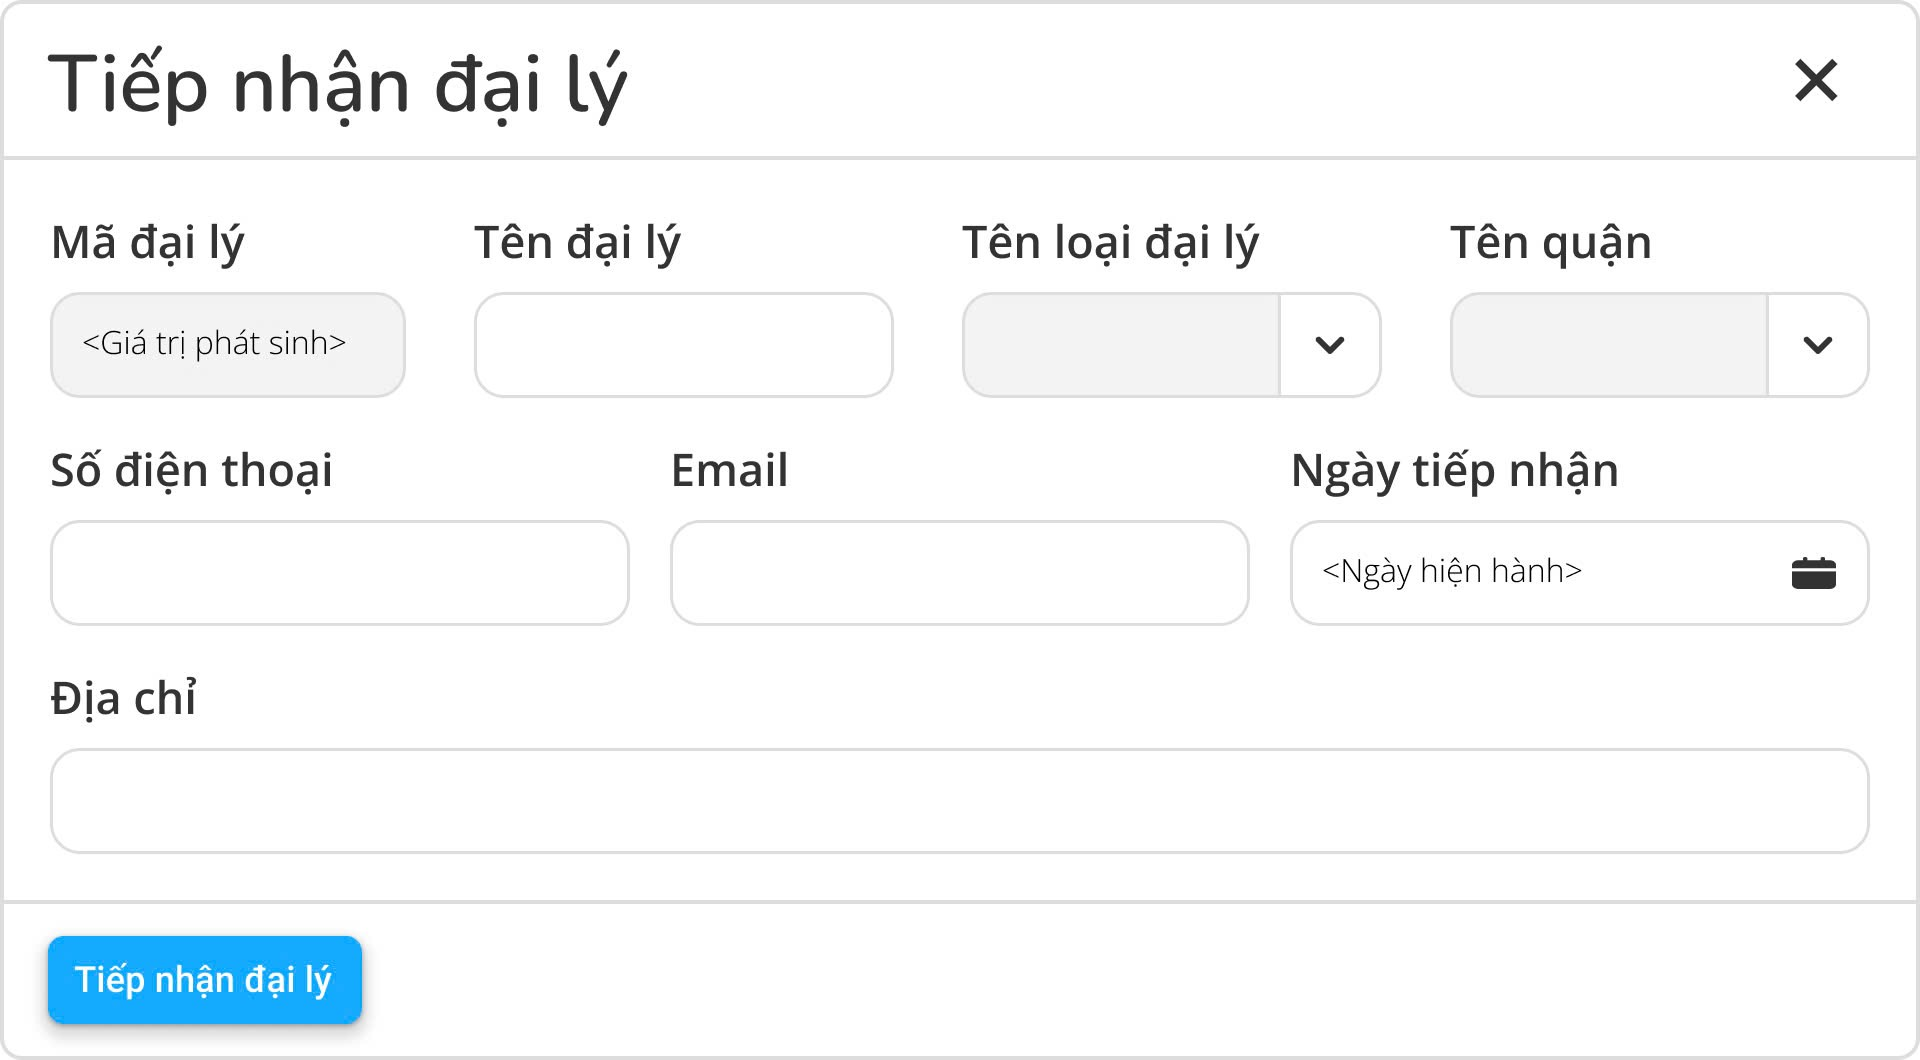 Tiếp nhận đại lý
Mã đại lý
Tên đại lý
Tên loại đại lý
Tên quận
<Giá trị phát sinh>
Số điện thoại
Email
Ngày tiếp nhận
<Ngày hiện hành>
Địa chỉ
Tiếp nhận đại lý